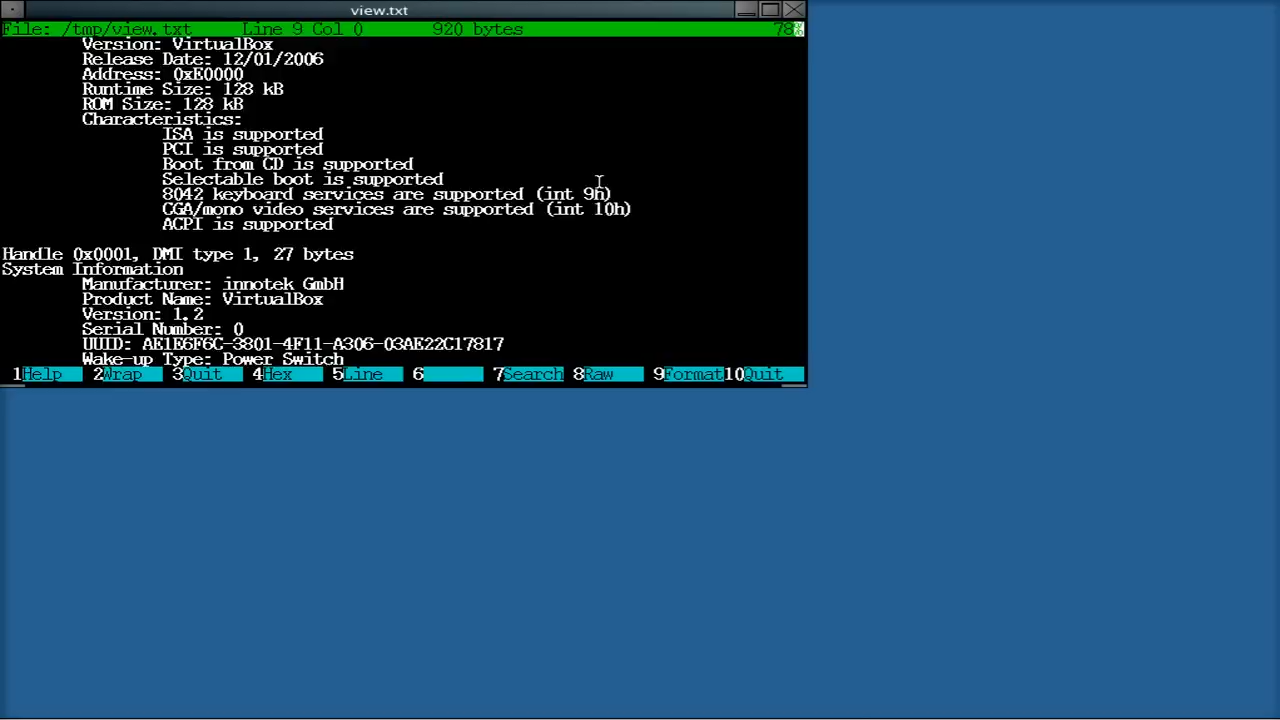 view.txt
File: /tmp/view.txt Line 9 Col 0 920 bytes 78%
Version: VirtualBox
Release Date: 12/01/2006
Address: 0xE0000
Runtime Size: 128 kB
ROM Size: 128 kB
Characteristics:
ISA is supported
PCI is supported
Boot from CD is supported
Selectable boot is supported
8042 keyboard services are supported (int 9h)
CGA/mono video services are supported (int 10h)
ACPI is supported
Handle 0x0001, DMI type 1, 27 bytes
System Information
Manufacturer: innotek GmbH
Product Name: VirtualBox
Version: 1.2
Serial Number: 0
UUID: AE1E6F6C-3801-4F11-A306-03AE22C17817
Wake-up Type: Power Switch
1Help 2Wrap 3Quit 4Hex 5Line 6 7Search 8Raw 9Format 10Quit